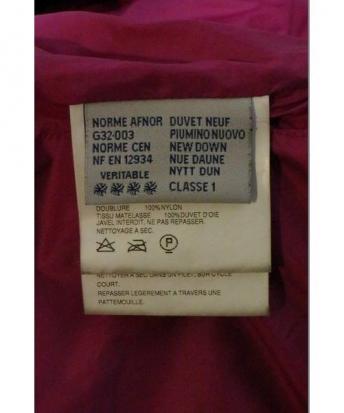 NORME AFNOR DUVET NEUF
G32-003 PIUMINO NUOVO
NORME CEN NEW DOWN
NF EN 12934 NUE DAUNE
VERITABLE NYTT DUN
CLASSE 1
DOUBLURE 100%NYLON
TISSU MATELASSE 100%DUVET D'OIE
JAVEL INTERDIT. NE PAS REPASSER.
NETTOYAGE A SEC.
P
NETTOYER A SEC DANS UN FILET, SUR CYCLE
COURT.
REPASSER LEGEREMENT A TRAVERS UNE
PATTEMOUILLE.